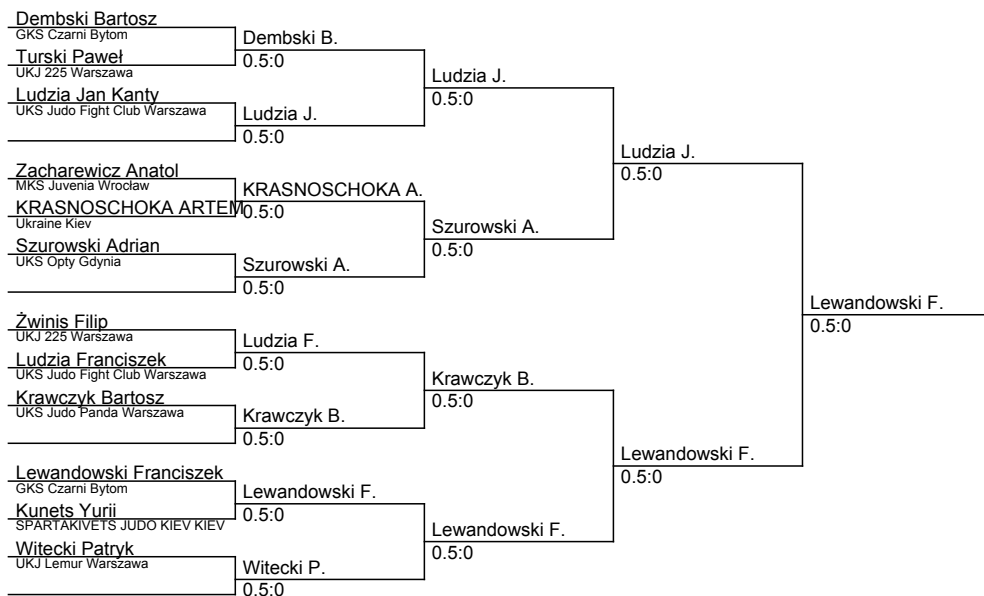 Dembski Bartosz
GKS Czarni Bytom
Turski Paweł
UKJ 225 Warszawa
Ludzia Jan Kanty
UKS Judo Fight Club Warszawa
Zacharewicz Anatol
MKS Juvenia Wrocław
KRASNOSCHOKA ARTEM
Ukraine Kiev
Szurowski Adrian
UKS Opty Gdynia
Żwinis Filip
UKJ 225 Warszawa
Ludzia Franciszek
UKS Judo Fight Club Warszawa
Krawczyk Bartosz
UKS Judo Panda Warszawa
Lewandowski Franciszek
GKS Czarni Bytom
Kunets Yurii
SPARTAKIVETS JUDO KIEV KIEV
Witecki Patryk
UKJ Lemur Warszawa
Dembski B.
0.5:0
Ludzia J.
0.5:0
KRASNOSCHOKA A.
0.5:0
Szurowski A.
0.5:0
Ludzia F.
0.5:0
Krawczyk B.
0.5:0
Lewandowski F.
0.5:0
Witecki P.
0.5:0
Ludzia J.
0.5:0
Szurowski A.
0.5:0
Krawczyk B.
0.5:0
Lewandowski F.
0.5:0
Ludzia J.
0.5:0
Lewandowski F.
0.5:0
Lewandowski F.
0.5:0